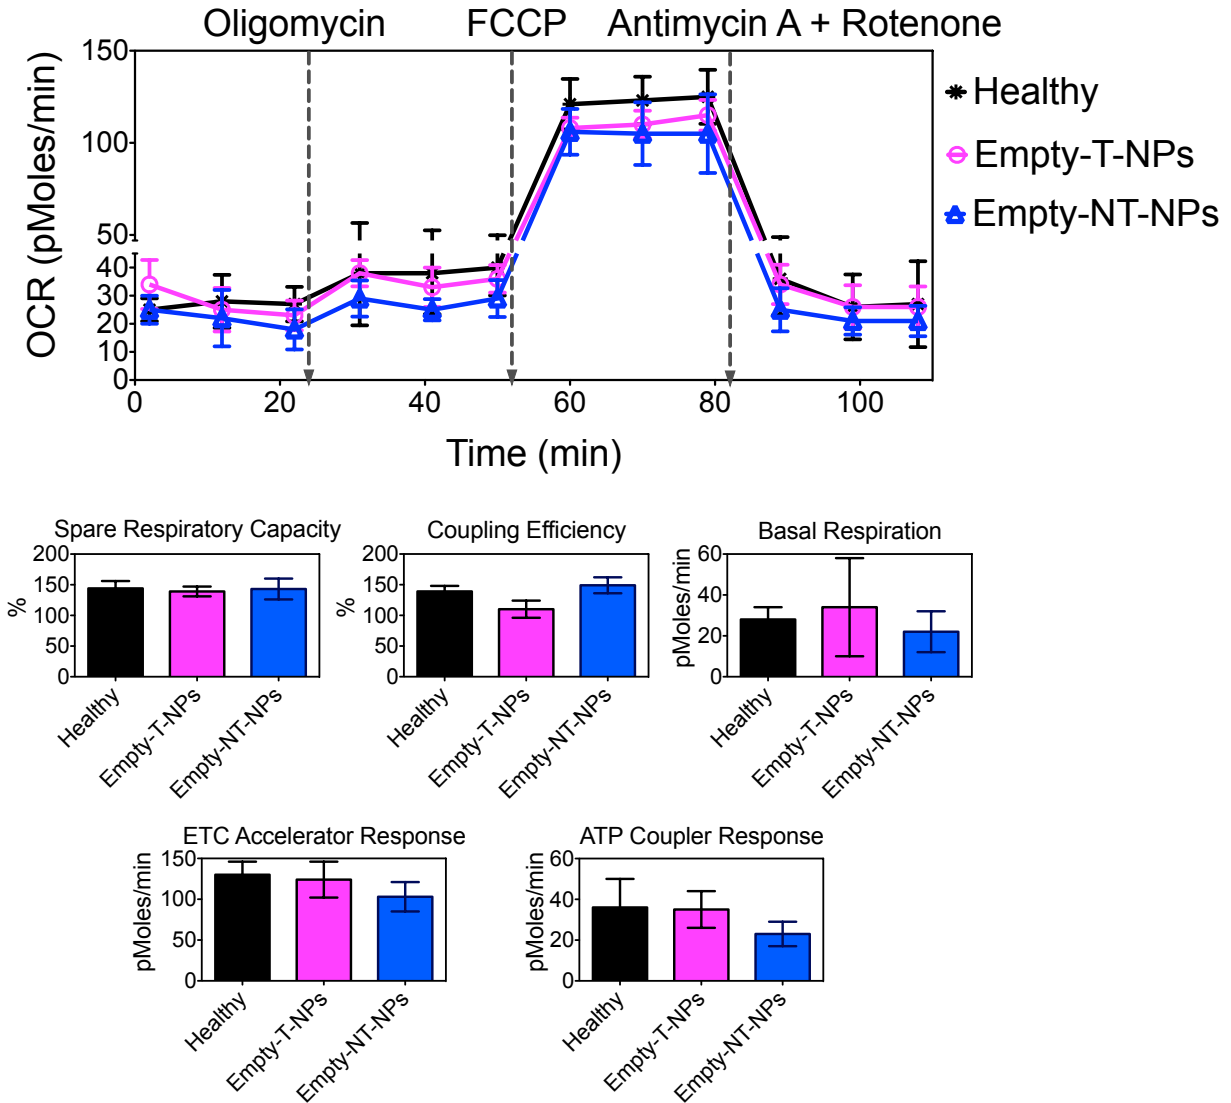 Oligomycin FCCP Antimycin A + Rotenone
150
100
50
40
30
20
10
0
OCR (pMoles/min)
0 20 40 60 80 100
Time (min)
Healthy
Empty-T-NPs
Empty-NT-NPs
Spare Respiratory Capacity
200
150
100
50
0
%
Healthy
Empty-T-NPs
Empty-NT-NPs
Coupling Efficiency
200
150
100
50
0
%
Healthy
Empty-T-NPs
Empty-NT-NPs
Basal Respiration
60
40
20
0
pMoles/min
Healthy
Empty-T-NPs
Empty-NT-NPs
ETC Accelerator Response
150
100
50
0
pMoles/min
Healthy
Empty-T-NPs
Empty-NT-NPs
ATP Coupler Response
60
40
20
0
pMoles/min
Healthy
Empty-T-NPs
Empty-NT-NPs